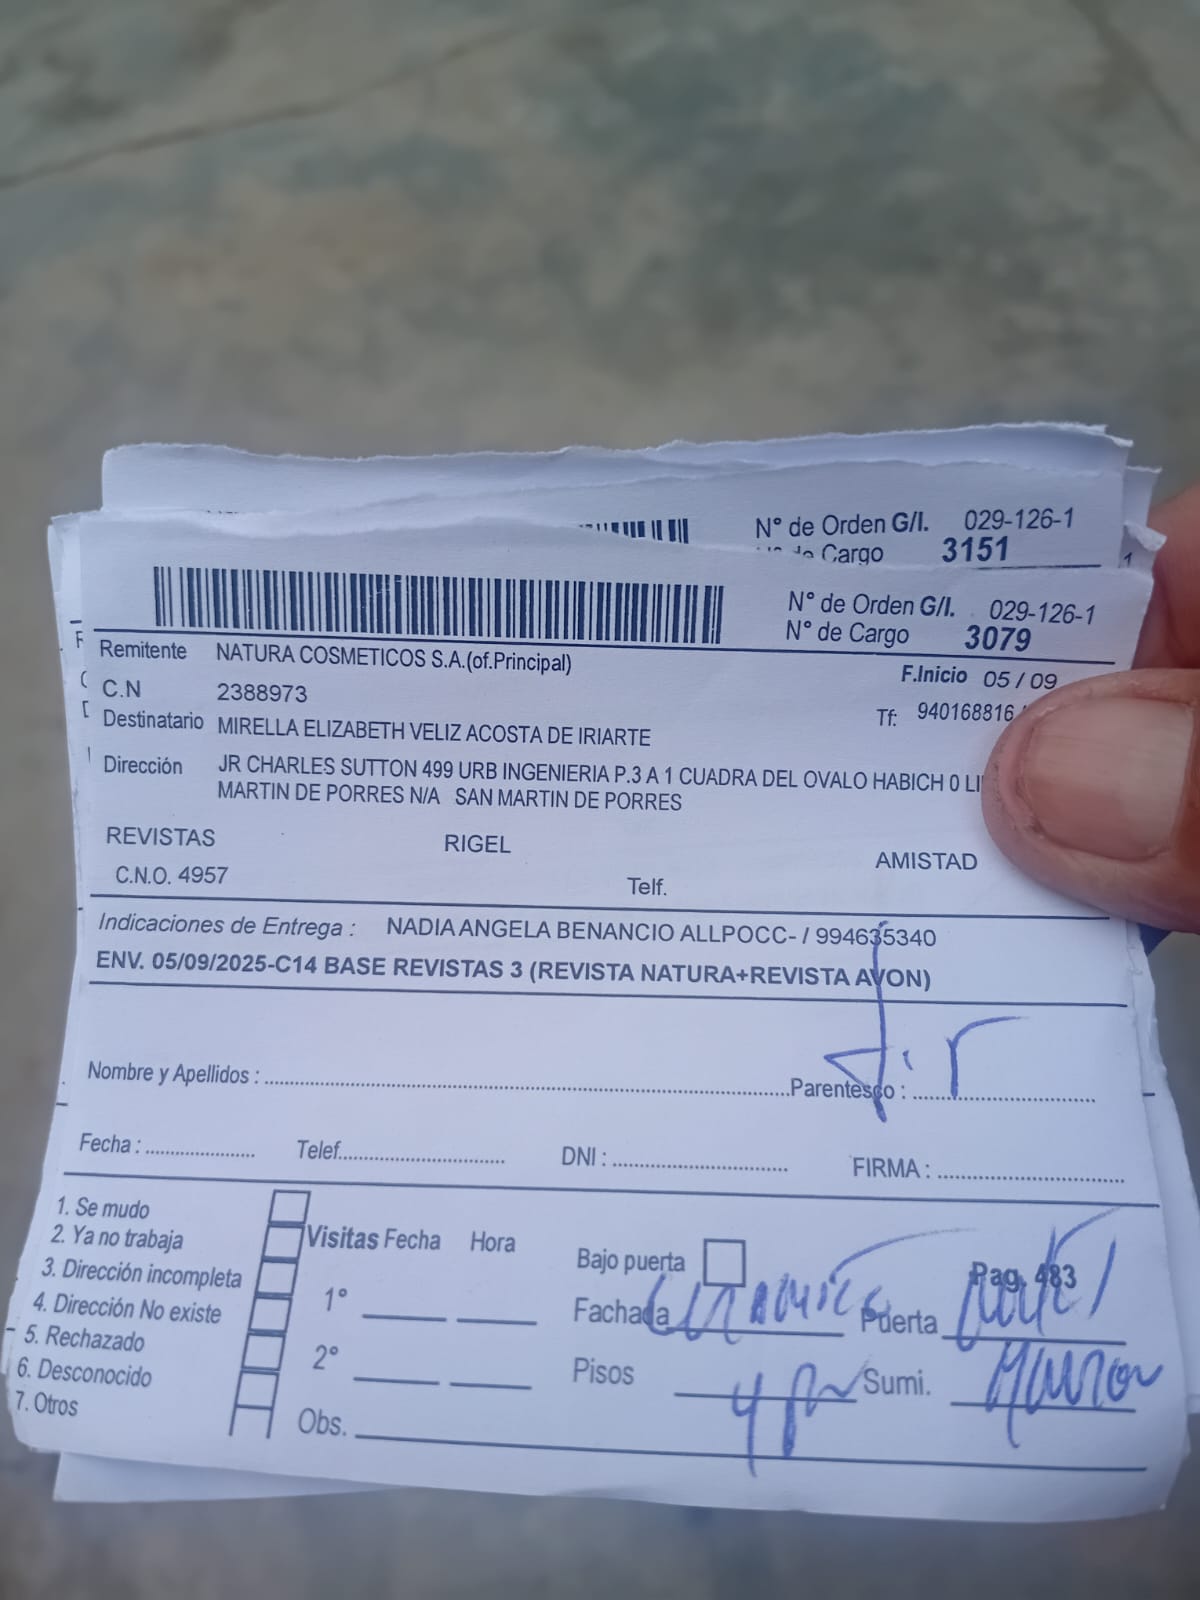 N° de Orden G/I. 029-126-1
Cargo 3151
N° de Orden G/I. 029-126-1
N° de Cargo 3079
Remitente NATURA COSMETICOS S.A.(of.Principal)
F.Inicio 05 / 09
C.N 2388973
Tf: 940168816
Destinatario MIRELLA ELIZABETH VELIZ ACOSTA DE IRIARTE
Dirección JR CHARLES SUTTON 499 URB INGENIERIA P.3 A 1 CUADRA DEL OVALO HABICH 0 LI
MARTIN DE PORRES N/A SAN MARTIN DE PORRES
REVISTAS RIGEL AMISTAD
C.N.O. 4957 Telf.
Indicaciones de Entrega : NADIA ANGELA BENANCIO ALLPOCC- / 994635340
ENV. 05/09/2025-C14 BASE REVISTAS 3 (REVISTA NATURA+REVISTA AVON)
Nombre y Apellidos : Parentesco :
Fecha : Telef. DNI : FIRMA :
1. Se mudo
2. Ya no trabaja
3. Dirección incompleta
4. Dirección No existe
5. Rechazado
6. Desconocido
7. Otros
Visitas Fecha Hora
1°
2°
Obs.
Bajo puerta Pag. 483
Fachada Puerta
Pisos 4 Sumi.